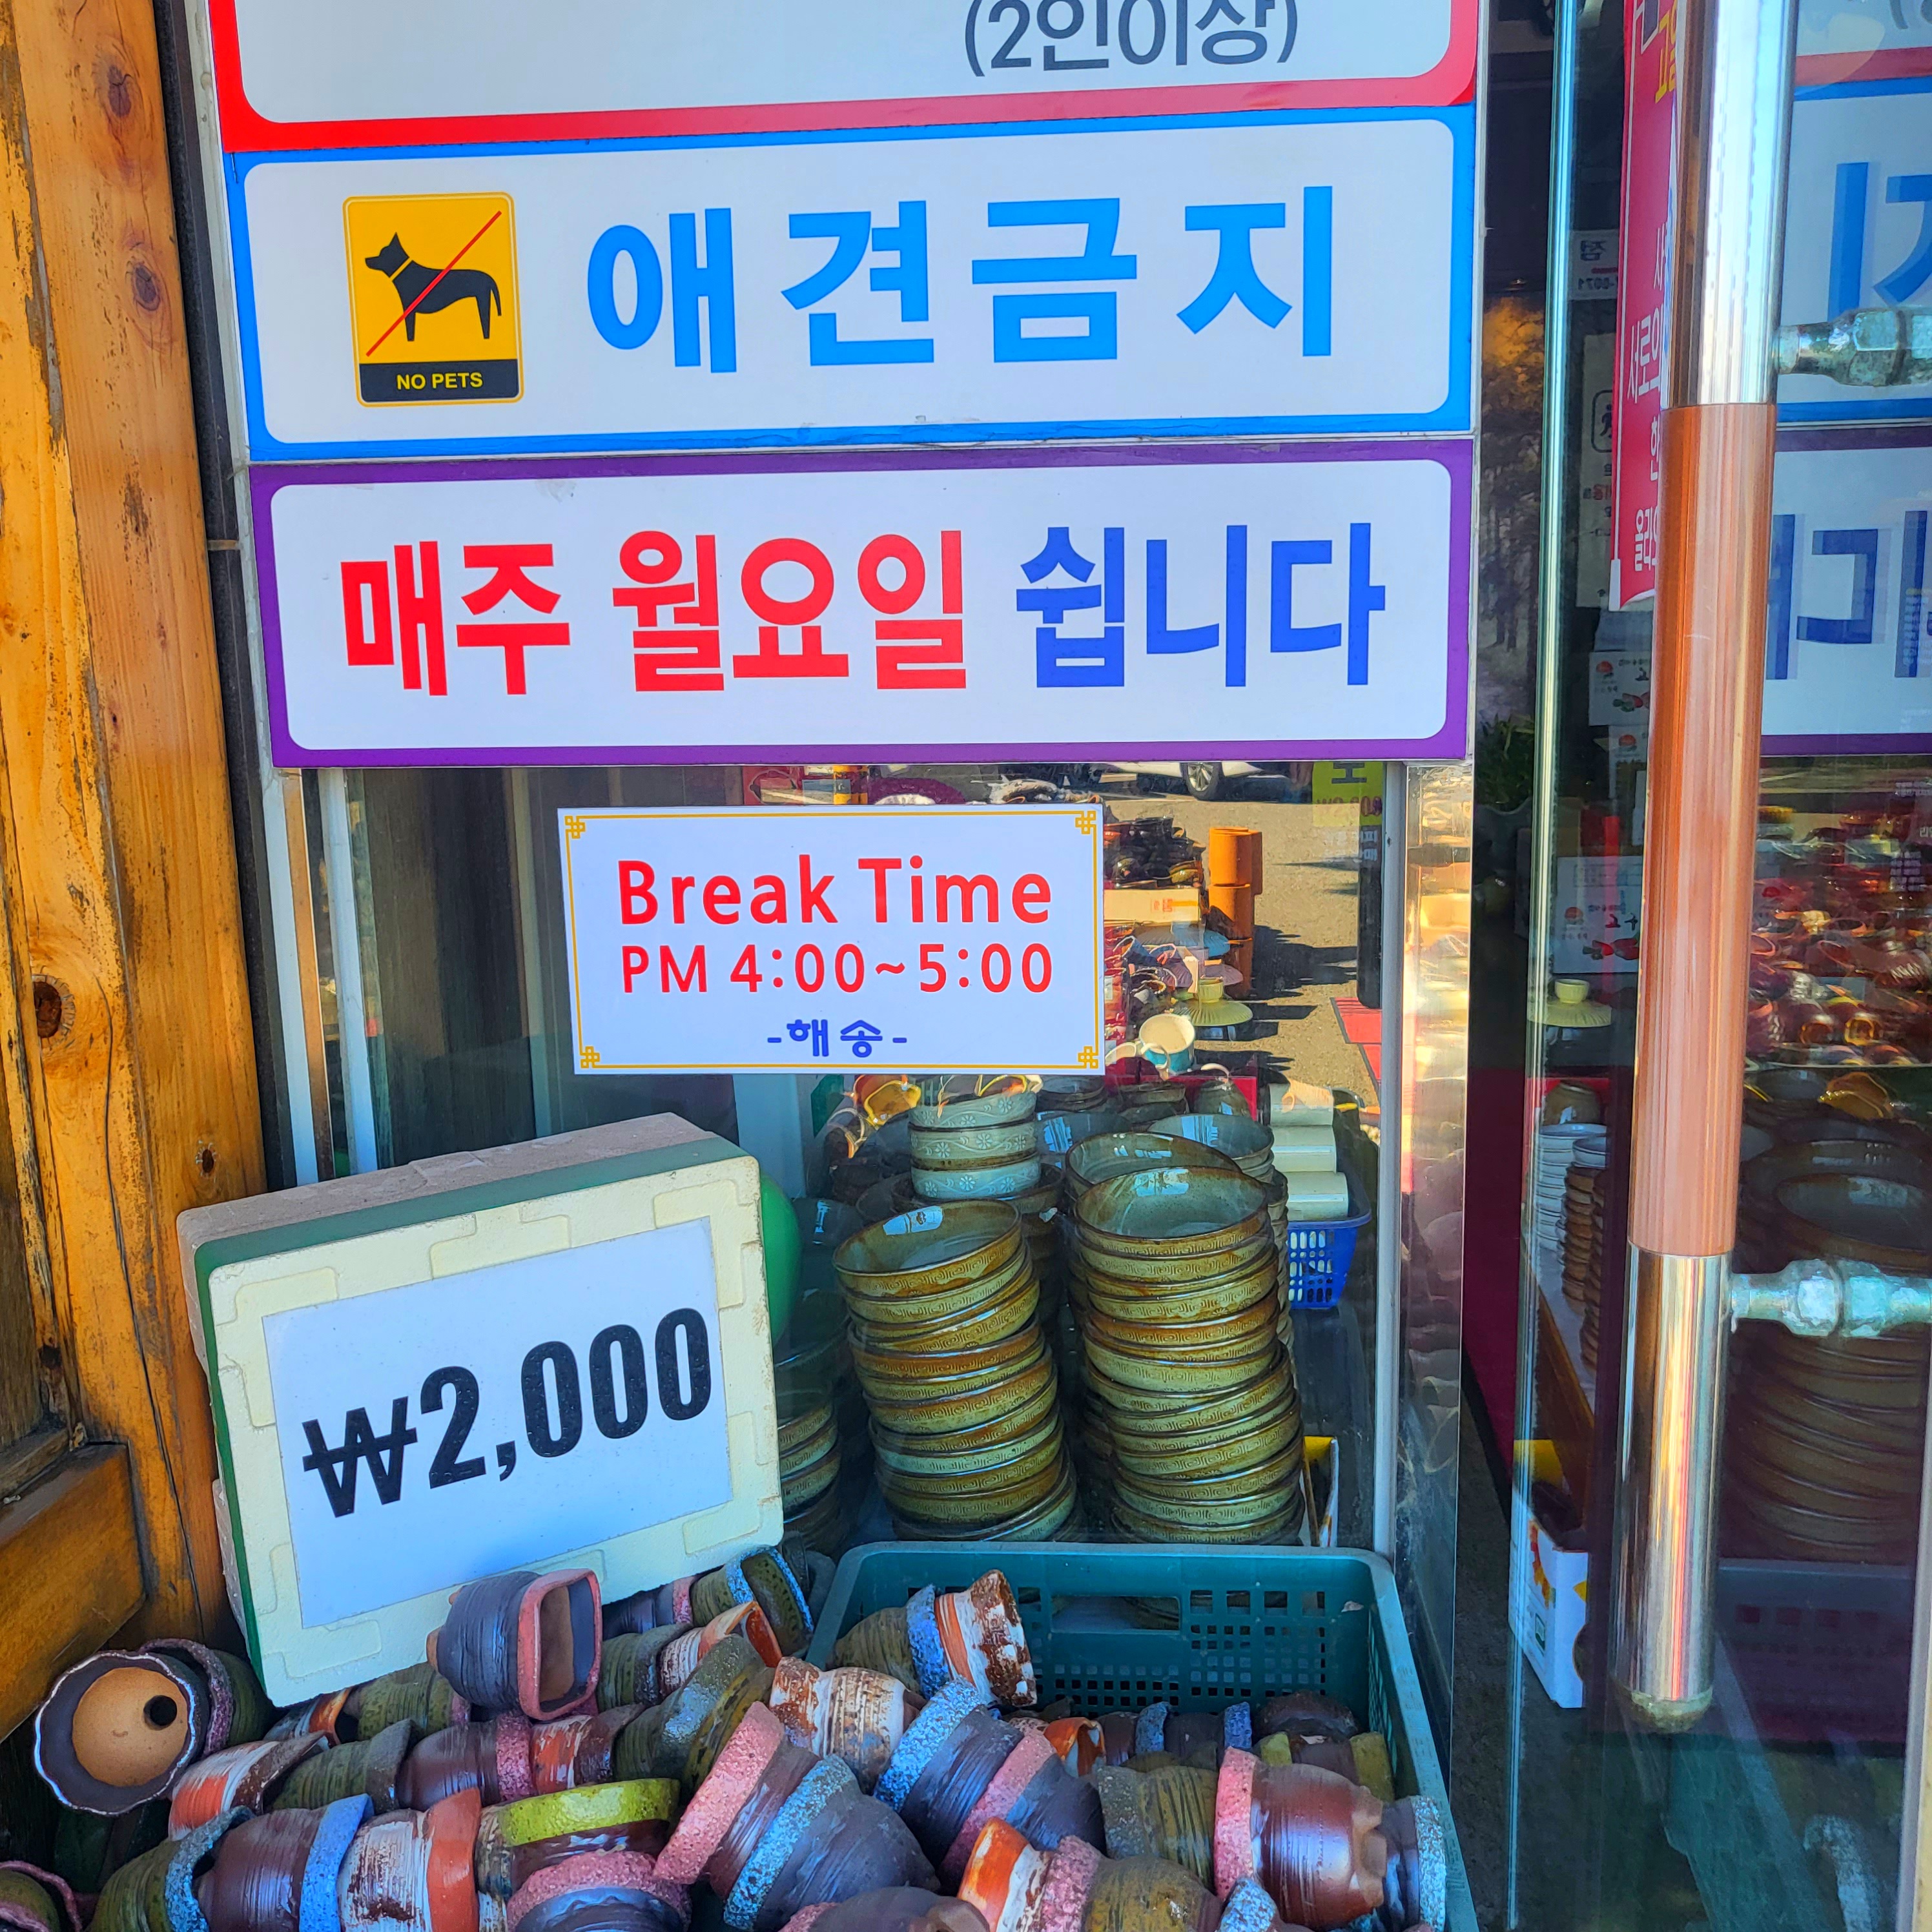 (2인이상)
애견금지
NO PETS
매주 월요일 쉽니다
Break Time
PM 4:00~5:00
-해송-
₩2,000